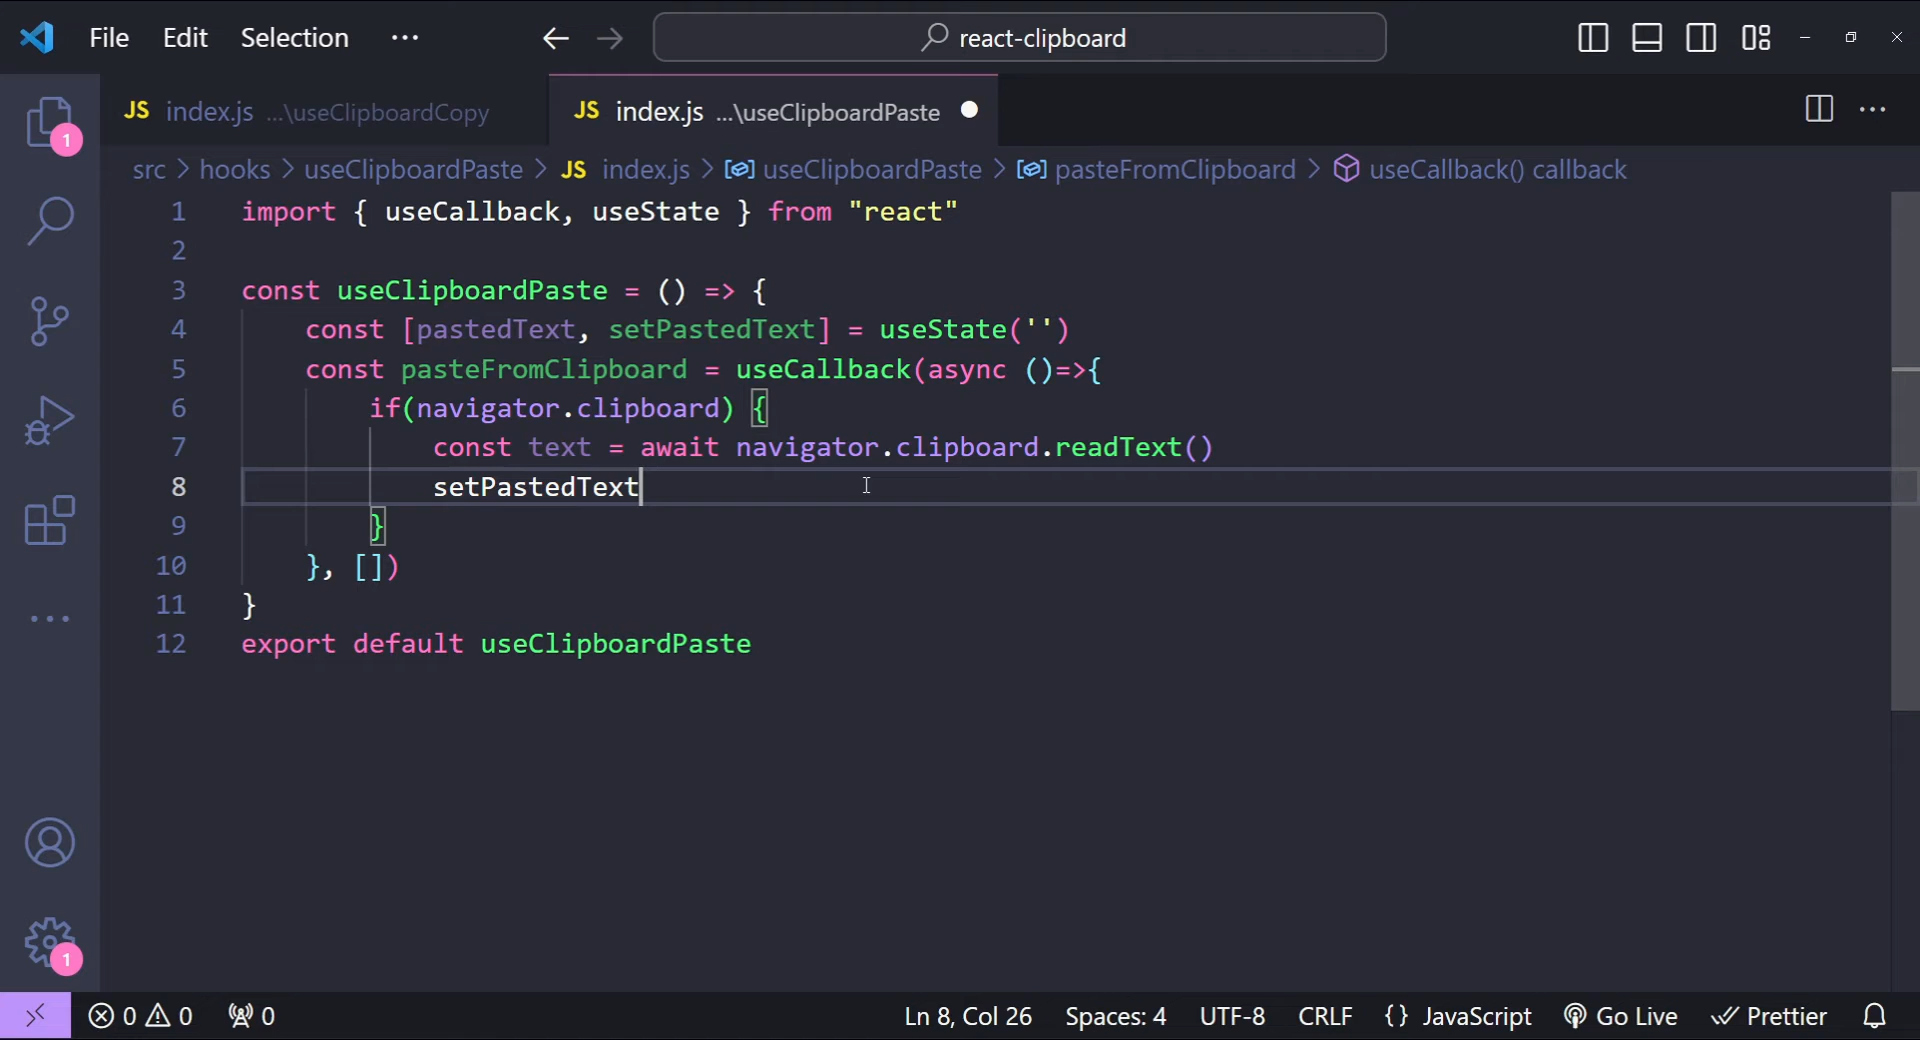 File Edit Selection ··· react-clipboard
JS index.js ...\useClipboardCopy JS index.js ...\useClipboardPaste
src > hooks > useClipboardPaste > JS index.js > useClipboardPaste > pasteFromClipboard > useCallback() callback
1 import { useCallback, useState } from "react"
2
3 const useClipboardPaste = () => {
4     const [pastedText, setPastedText] = useState('')
5     const pasteFromClipboard = useCallback(async ()=>{
6         if(navigator.clipboard) {
7             const text = await navigator.clipboard.readText()
8             setPastedText
9         }
10     }, [])
11 }
12 export default useClipboardPaste
1
1
0 0 0 Ln 8, Col 26 Spaces: 4 UTF-8 CRLF {} JavaScript Go Live Prettier